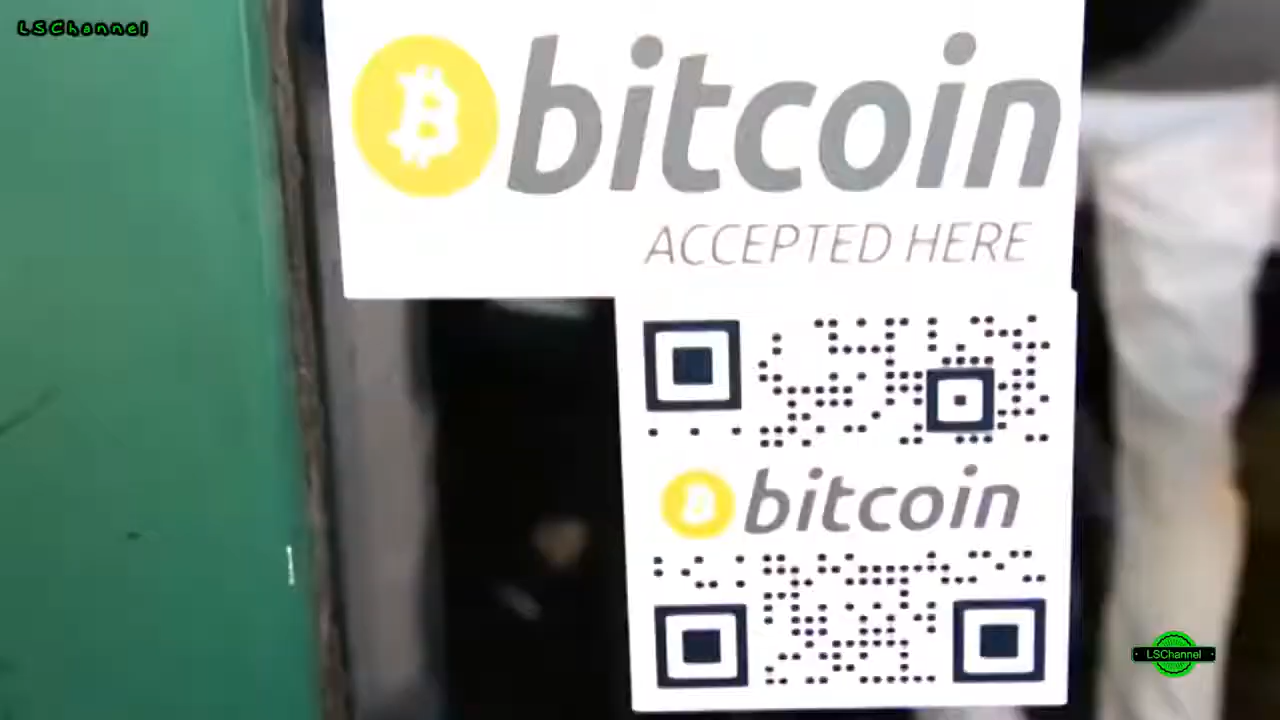 LSChannel
bitcoin
ACCEPTED HERE
bitcoin
LSChannel